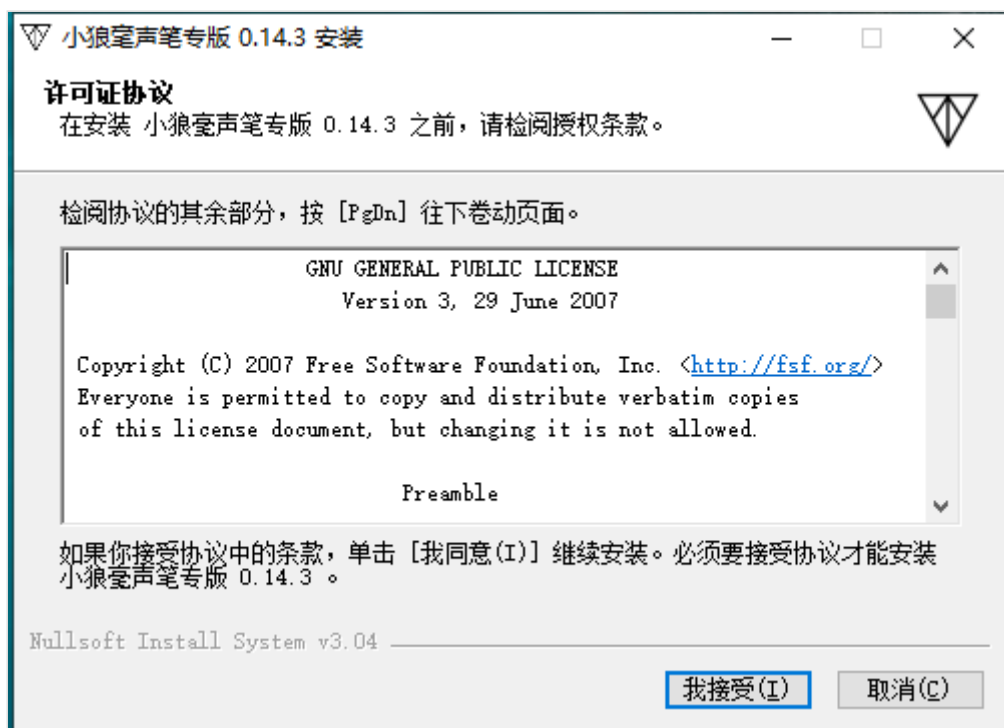 小狼毫声笔专版 0.14.3 安装
许可证协议
在安装 小狼毫声笔专版 0.14.3 之前，请检阅授权条款。
检阅协议的其余部分，按 [PgDn] 往下卷动页面。
GNU GENERAL PUBLIC LICENSE
Version 3, 29 June 2007
Copyright (C) 2007 Free Software Foundation, Inc. <http://fsf.org/>
Everyone is permitted to copy and distribute verbatim copies
of this license document, but changing it is not allowed.
Preamble
如果你接受协议中的条款，单击 [我同意(I)] 继续安装。必须要接受协议才能安装
小狼毫声笔专版 0.14.3 。
Nullsoft Install System v3.04
我接受(I)
取消(C)